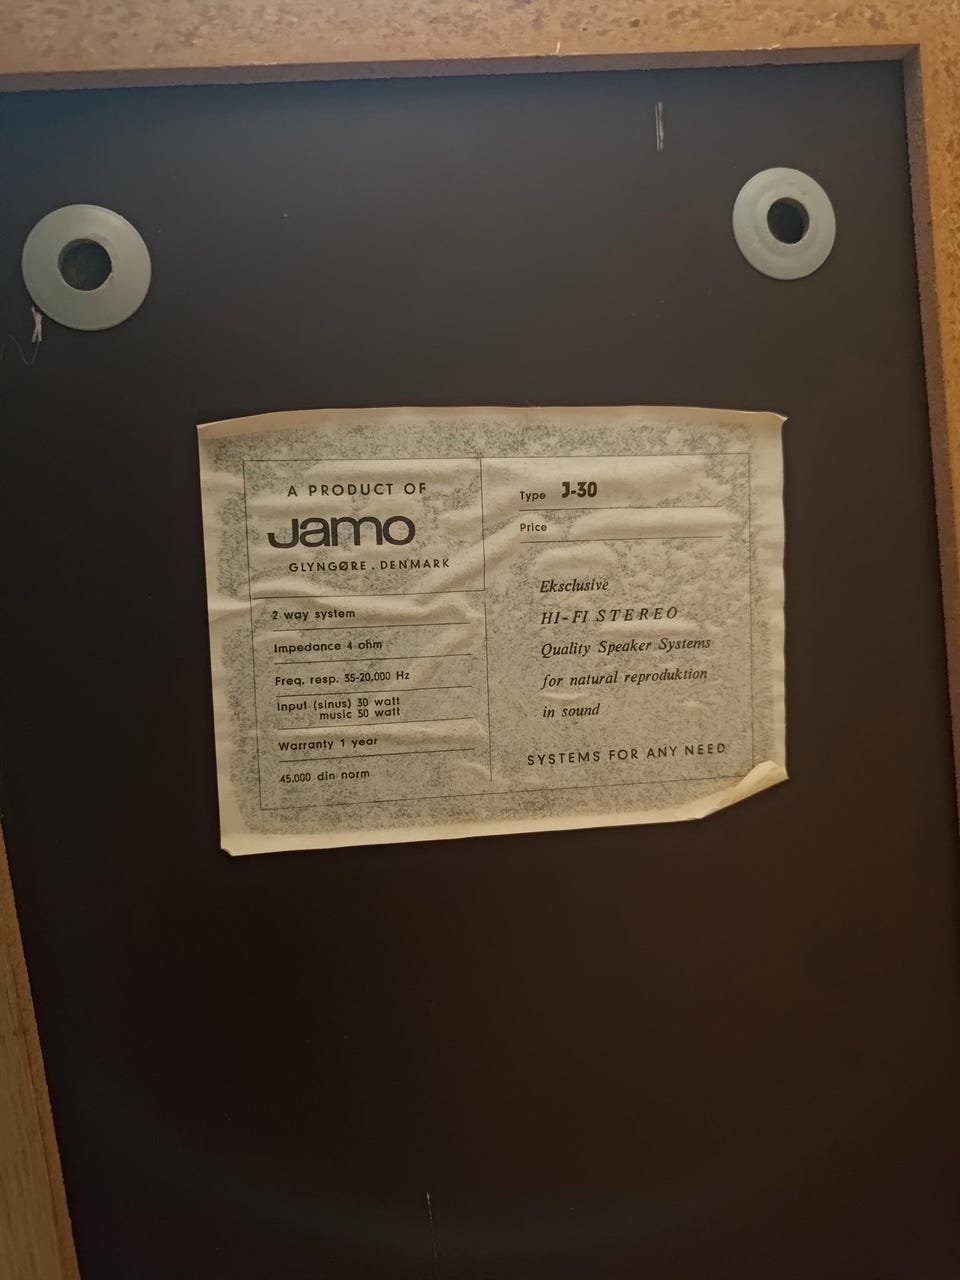 A PRODUCT OF
Jamo
GLYNGØRE . DENMARK
2 way system
Impedance 4 ohm
Freq. resp. 35-20.000 Hz
Input (sinus) 30 watt
music 50 watt
Warranty 1 year
45.000 din norm
Type J-30
Price
Eksclusive
HI-FI STEREO
Quality Speaker Systems
for natural reproduktion
in sound
SYSTEMS FOR ANY NEED